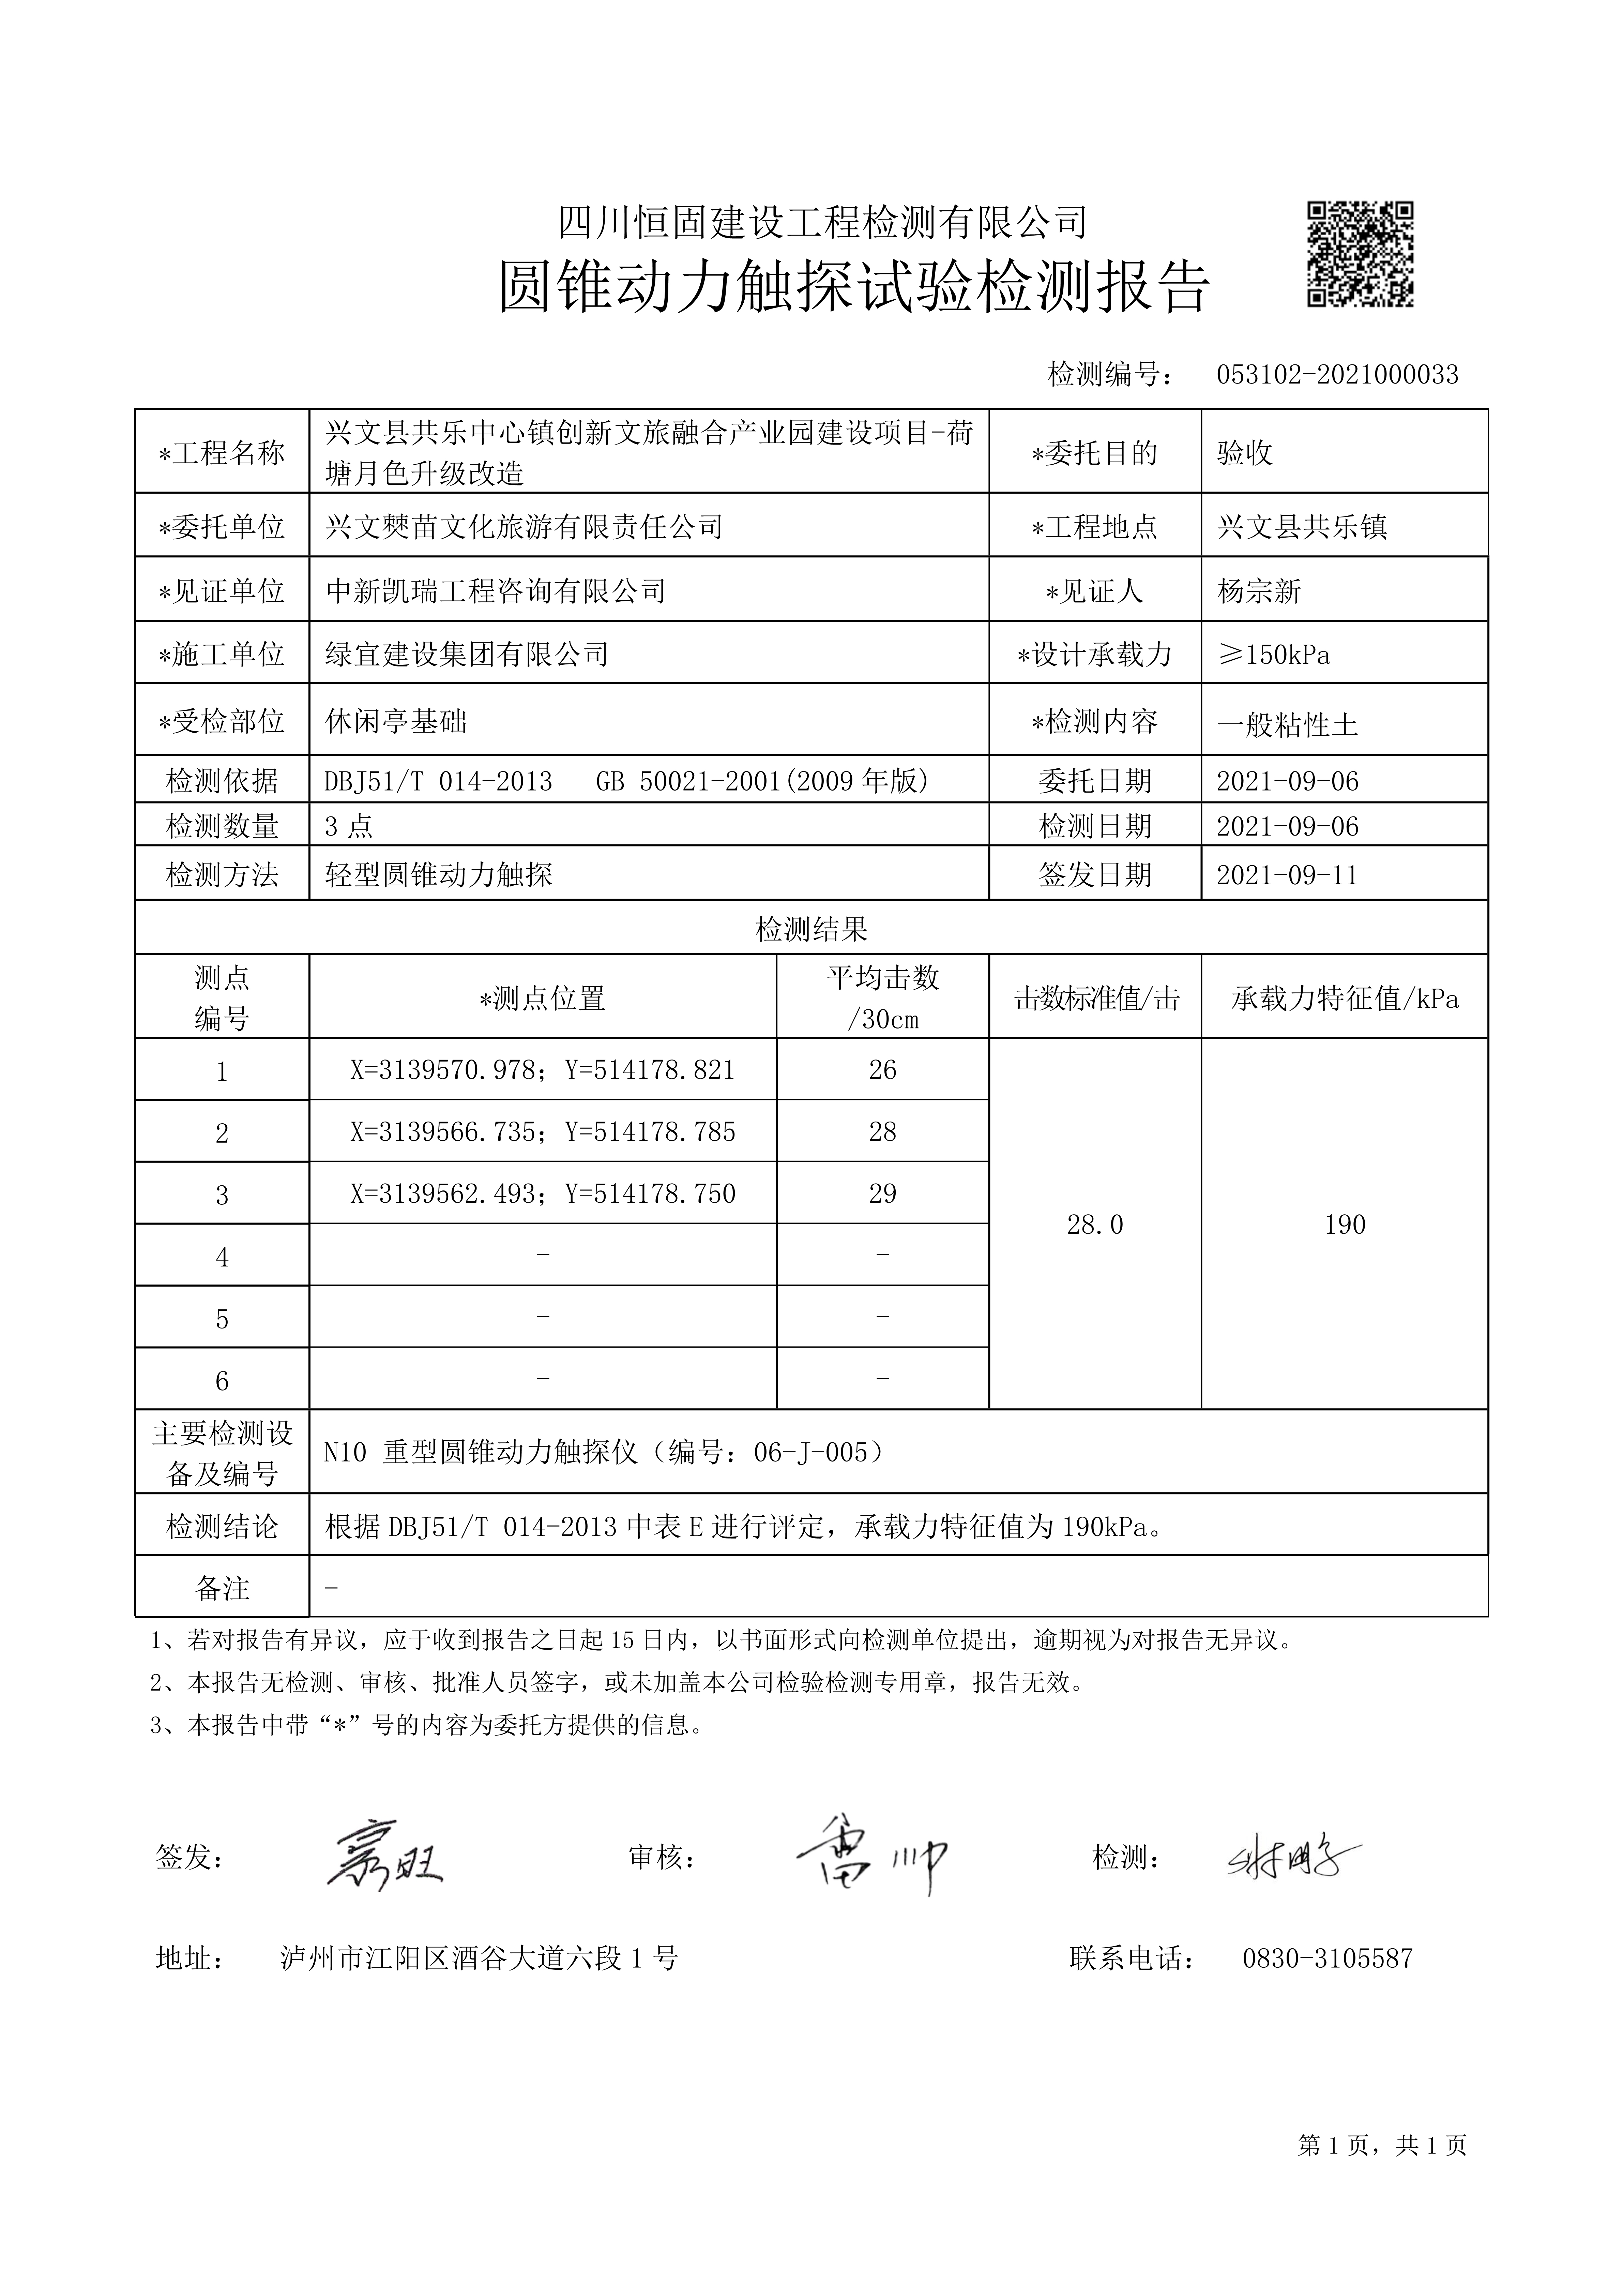 四川恒固建设工程检测有限公司
圆锥动力触探试验检测报告
检测编号： 053102-2021000033
*工程名称 兴文县共乐中心镇创新文旅融合产业园建设项目-荷
塘月色升级改造 *委托目的 验收
*委托单位 兴文僰苗文化旅游有限责任公司 *工程地点 兴文县共乐镇
*见证单位 中新凯瑞工程咨询有限公司 *见证人 杨宗新
*施工单位 绿宜建设集团有限公司 *设计承载力 ≥150kPa
*受检部位 休闲亭基础 *检测内容 一般粘性土
检测依据 DBJ51/T 014-2013 GB 50021-2001(2009年版) 委托日期 2021-09-06
检测数量 3点 检测日期 2021-09-06
检测方法 轻型圆锥动力触探 签发日期 2021-09-11
检测结果
测点
编号 *测点位置 平均击数
/30cm 击数标准值/击 承载力特征值/kPa
1 X=3139570.978；Y=514178.821 26
2 X=3139566.735；Y=514178.785 28
3 X=3139562.493；Y=514178.750 29
28.0 190
4 - -
5 - -
6 - -
主要检测设
备及编号 N10 重型圆锥动力触探仪（编号：06-J-005）
检测结论 根据DBJ51/T 014-2013中表E进行评定，承载力特征值为190kPa。
备注 -
1、若对报告有异议，应于收到报告之日起15日内，以书面形式向检测单位提出，逾期视为对报告无异议。
2、本报告无检测、审核、批准人员签字，或未加盖本公司检验检测专用章，报告无效。
3、本报告中带“*”号的内容为委托方提供的信息。
签发： 审核： 雷帅 检测：
地址： 泸州市江阳区酒谷大道六段1号 联系电话： 0830-3105587
第1页，共1页